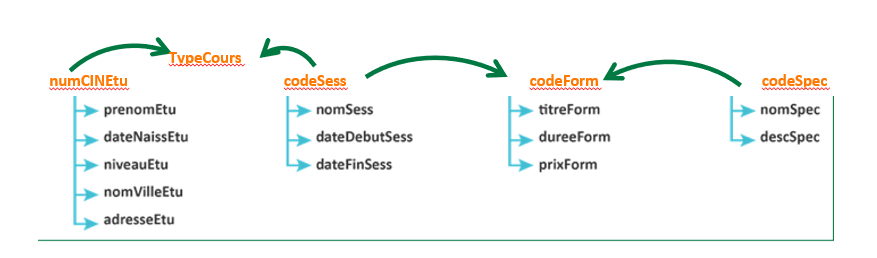 TypeCours
numCINEtu codeSess codeForm codeSpec
prenomEtu nomSess titreForm nomSpec
dateNaissEtu dateDebutSess dureeForm descSpec
niveauEtu dateFinSess prixForm
nomVilleEtu
adresseEtu